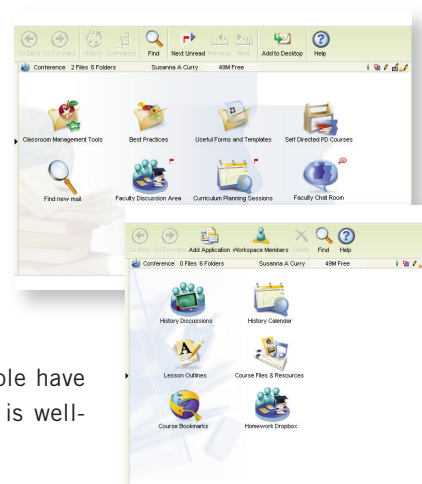 Go Back Go Forward History Summarize Find Next Unread Previous Next Add to Desktop Help
Conference 2 Files 6 Folders Susanna A Curry 49M Free
Classroom Management Tools Best Practices Useful Forms and Templates Self Directed PD Courses
Find new mail Faculty Discussion Area Curriculum Planning Sessions Faculty Chat Room
Go Back Go Forward Add Application Workspace Members Delete Find Help
Conference 0 Files 6 Folders Susanna A Curry 49M Free
History Discussions History Calendar
Lesson Outlines Course Files & Resources
Course Bookmarks Homework Dropbox
ple have
is well-